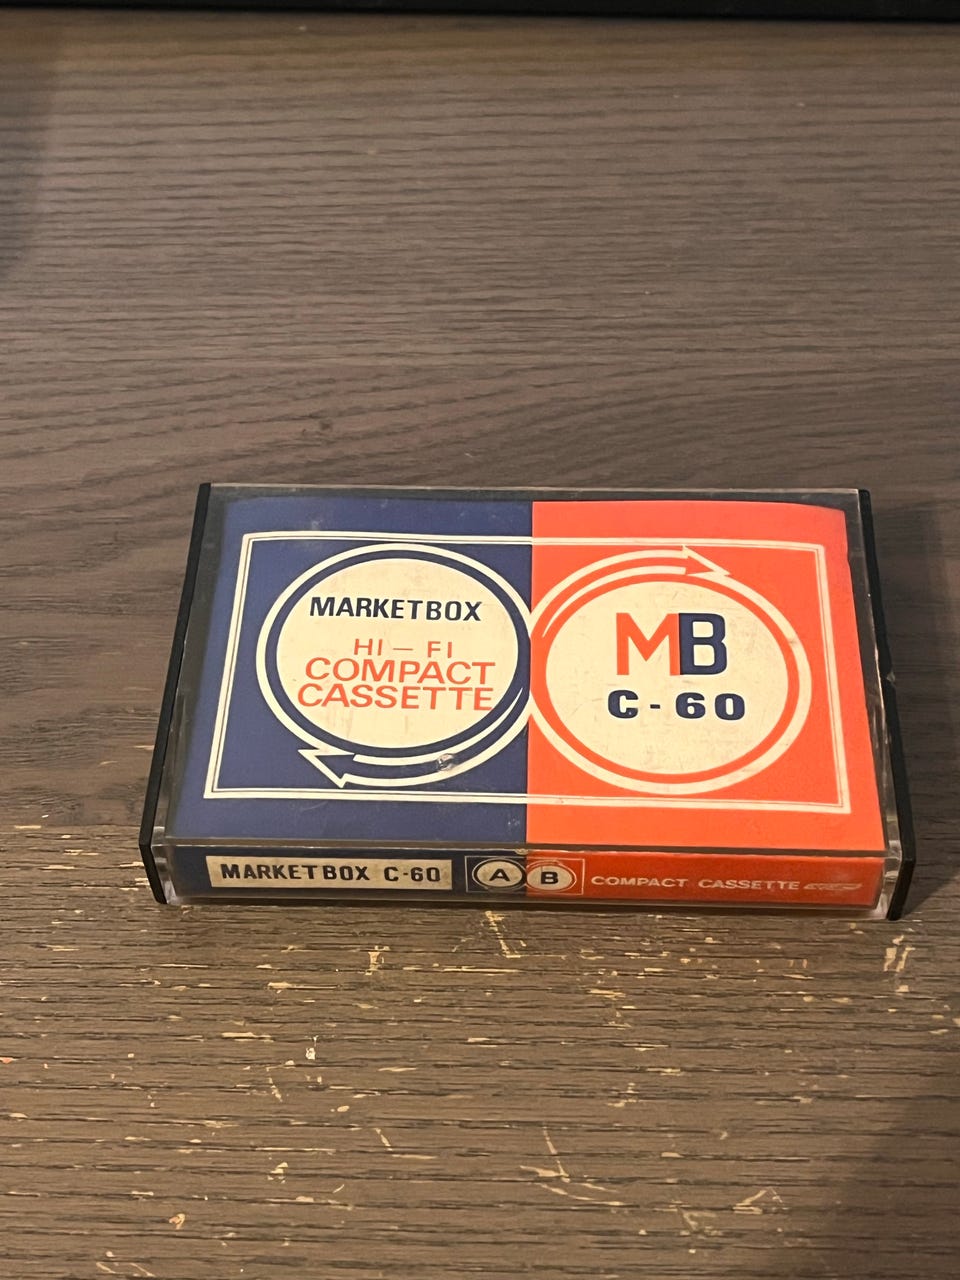 MARKETBOX
HI – FI
COMPACT
CASSETTE
MB
C-60
MARKETBOX C-60
A B
COMPACT CASSETTE